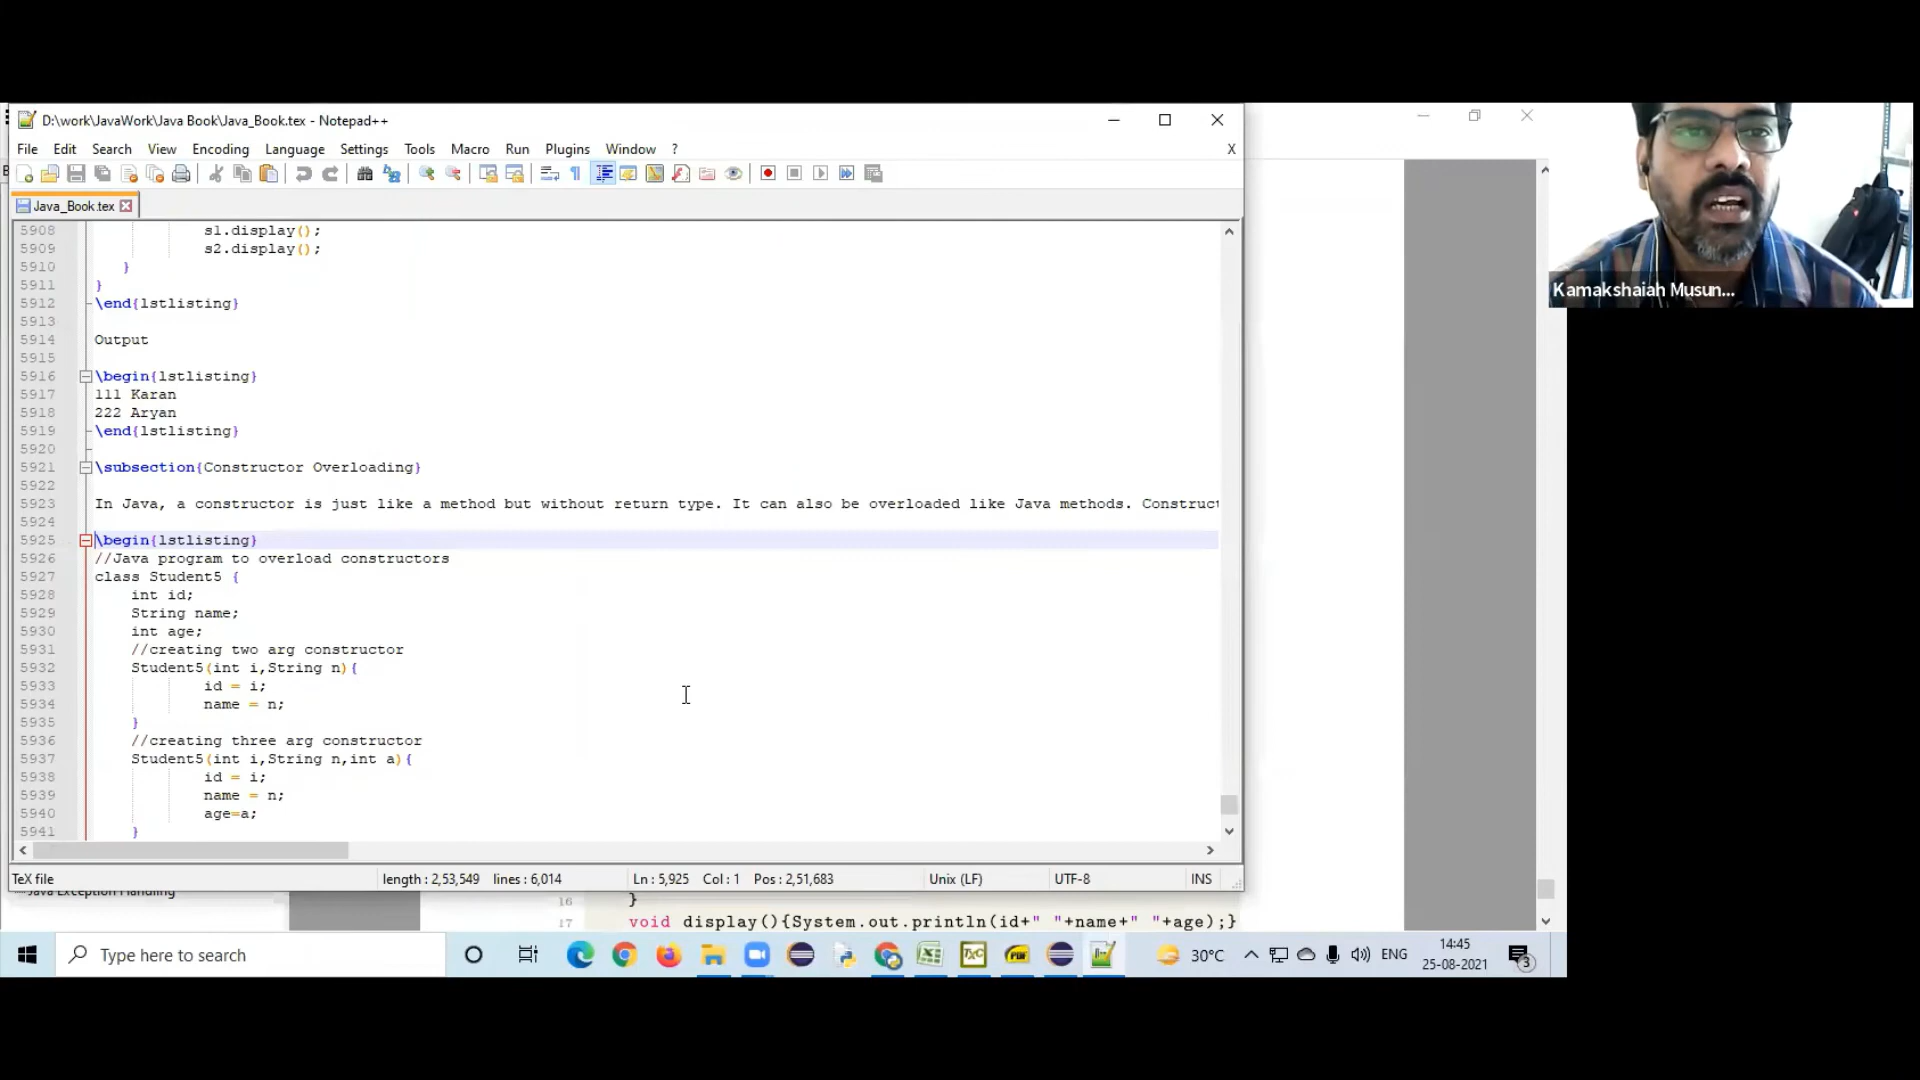 D:\work\JavaWork\Java Book\Java_Book.tex - Notepad++
File Edit Search View Encoding Language Settings Tools Macro Run Plugins Window ? X
Java_Book.tex
5908 s1.display();
5909 s2.display();
5910 }
5911 }
5912 \end{lstlisting}
5913
5914 Output
5915
5916 \begin{lstlisting}
5917 111 Karan
5918 222 Aryan
5919 \end{lstlisting}
5920
5921 \subsection{Constructor Overloading}
5922
5923 In Java, a constructor is just like a method but without return type. It can also be overloaded like Java methods. Construct
5924
5925 \begin{lstlisting}
5926 //Java program to overload constructors
5927 class Student5 {
5928 int id;
5929 String name;
5930 int age;
5931 //creating two arg constructor
5932 Student5(int i,String n){
5933 id = i;
5934 name = n;
5935 }
5936 //creating three arg constructor
5937 Student5(int i,String n,int a){
5938 id = i;
5939 name = n;
5940 age=a;
5941 }
TeX file length : 2,53,549 lines : 6,014 Ln : 5,925 Col : 1 Pos : 2,51,683 Unix (LF) UTF-8 INS
Java Exception Handling
16 }
17 void display(){System.out.println(id+" "+name+" "+age);}
Type here to search
30°C
ENG
14:45
25-08-2021
3
Kamakshaiah Musun...